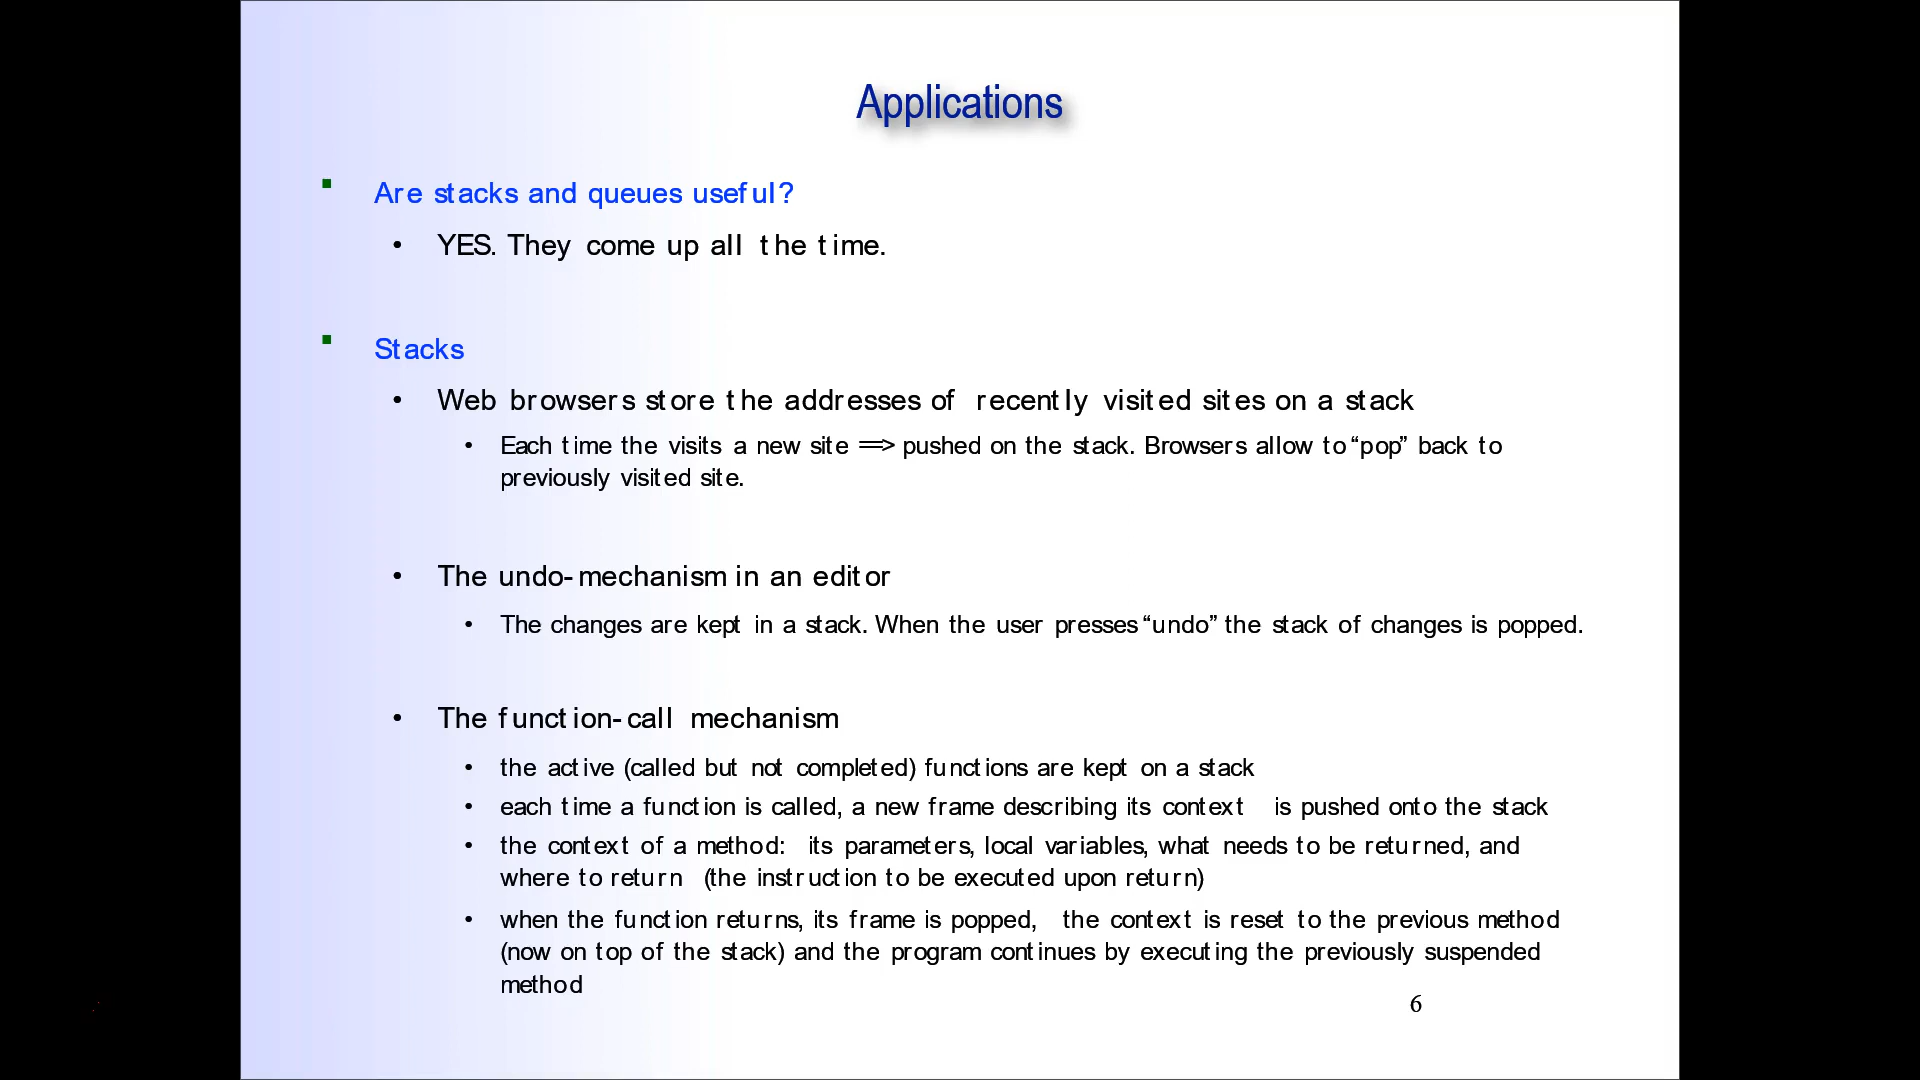 Applications
Are stacks and queues useful?
• YES. They come up all the time.
Stacks
• Web browsers store the addresses of recently visited sites on a stack
• Each time the visits a new site ==> pushed on the stack. Browsers allow to “pop” back to
previously visited site.
• The undo-mechanism in an editor
• The changes are kept in a stack. When the user presses “undo” the stack of changes is popped.
• The function-call mechanism
• the active (called but not completed) functions are kept on a stack
• each time a function is called, a new frame describing its context is pushed onto the stack
• the context of a method: its parameters, local variables, what needs to be returned, and
where to return (the instruction to be executed upon return)
• when the function returns, its frame is popped, the context is reset to the previous method
(now on top of the stack) and the program continues by executing the previously suspended
method
6